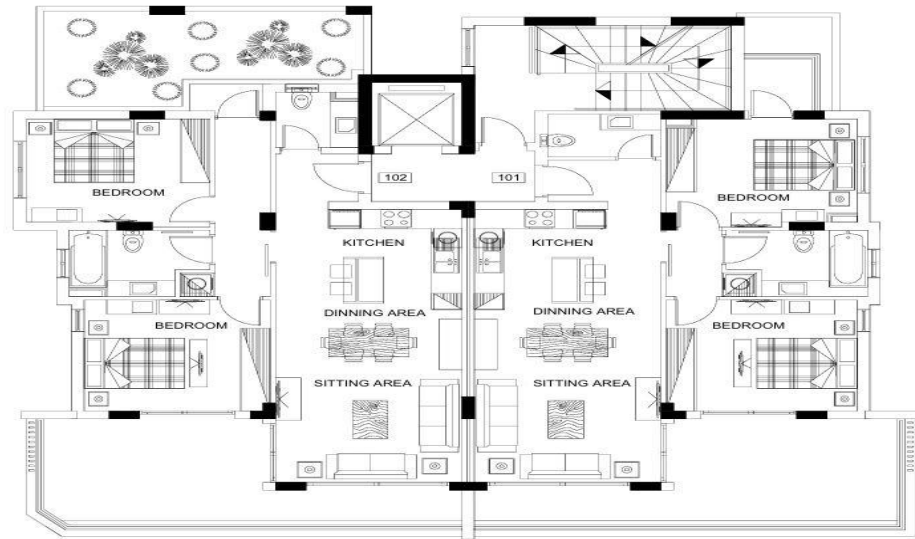 102
101
BEDROOM
BEDROOM
KITCHEN
KITCHEN
DINNING AREA
DINNING AREA
BEDROOM
BEDROOM
SITTING AREA
SITTING AREA